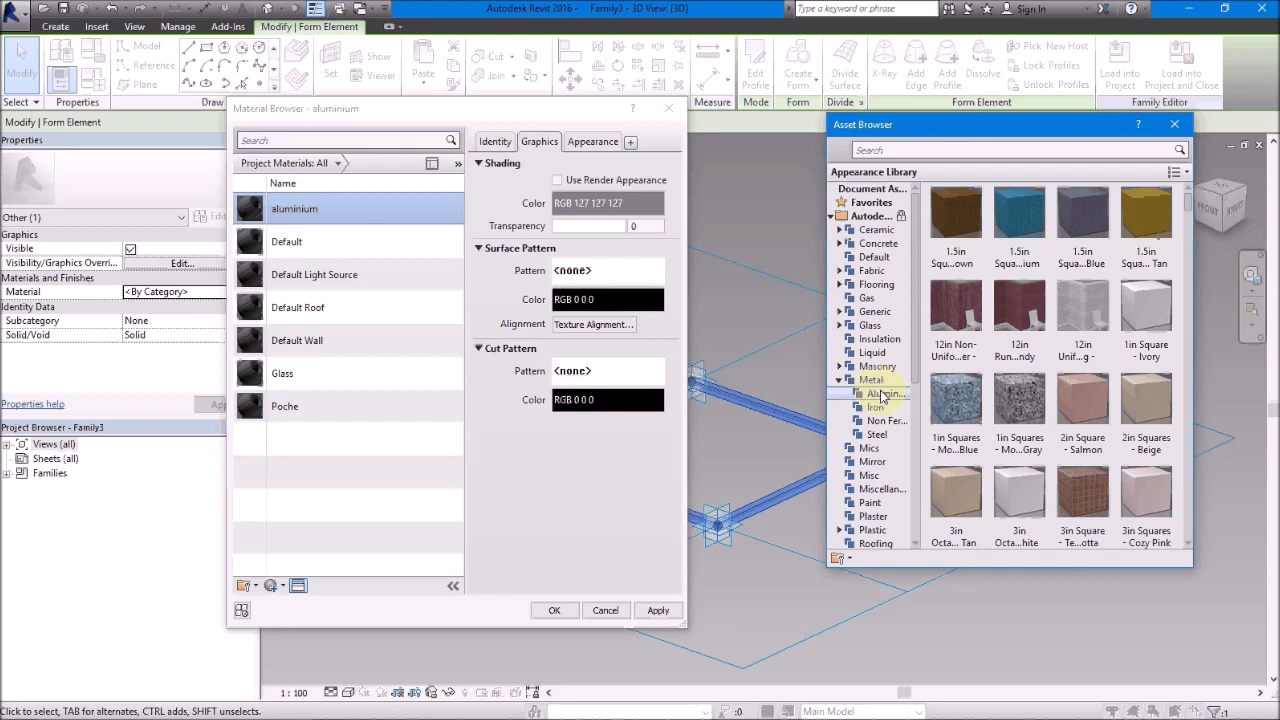 Autodesk Revit 2016 - Family3 - 3D View: {3D}
Type a keyword or phrase
Sign In
Create
Insert
View
Manage
Add-Ins
Modify | Form Element
Modify
Paste
Cut
Join
Model
Reference
Plane
Set
Show
Viewer
Edit Profile
Create Form
Divide Surface
X-Ray
Add Edge
Add Profile
Dissolve
Pick New Host
Lock Profiles
Unlock Profiles
Load into Project
Load into Project and Close
Select
Properties
Draw
Measure
Mode
Form
Divide
Form Element
Family Editor
Modify | Form Element
Properties
Other (1)
Edit
Graphics
Visible
Visibility/Graphics Overri...
Edit...
Materials and Finishes
Material
<By Category>
Identity Data
Subcategory
None
Solid/Void
Solid
Properties help
Project Browser - Family3
Views (all)
Sheets (all)
Families
Material Browser - aluminium
?
Search
Project Materials: All
Name
aluminium
Default
Default Light Source
Default Roof
Default Wall
Glass
Poche
Identity
Graphics
Appearance
Shading
Use Render Appearance
Color
RGB 127 127 127
Transparency
0
Surface Pattern
Pattern
<none>
Color
RGB 0 0 0
Alignment
Texture Alignment...
Cut Pattern
Pattern
<none>
Color
RGB 0 0 0
OK
Cancel
Apply
Asset Browser
?
Search
Appearance Library
Document As...
Favorites
Autode...
Ceramic
Concrete
Default
Fabric
Flooring
Gas
Generic
Glass
Insulation
Liquid
Masonry
Metal
Alumin...
Iron
Non Fer...
Steel
Mics
Mirror
Misc
Miscellan...
Paint
Plaster
Plastic
Roofing
1.5in Squ...own
1.5in Squa...ise
1.5in Squa...Blue
1.5in Squa... Tan
12in Non-Unifo...er -
12in Run...ndy
12in Unif...g -
1in Square - Ivory
1in Squares - Mo...Blue
1in Squares - Mo...Gray
2in Squares - Salmon
2in Squares - Beige
3in Octa... Tan
3in Octa...hite
3in Square - Te...otta
3in Squares - Cozy Pink
FRONT
1 : 100
Click to select, TAB for alternates, CTRL adds, SHIFT unselects.
:0
Main Model
:1